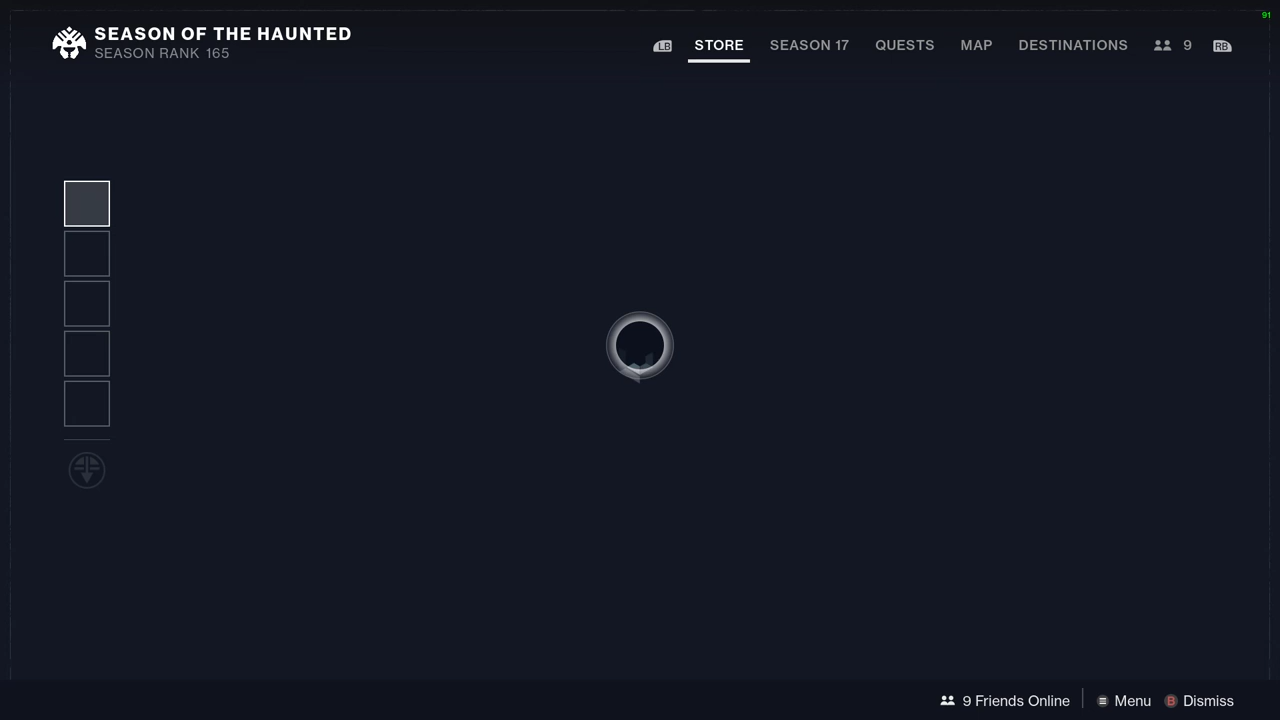 SEASON OF THE HAUNTED
SEASON RANK 165
LB STORE SEASON 17 QUESTS MAP DESTINATIONS 9 RB
91
9 Friends Online Menu B Dismiss